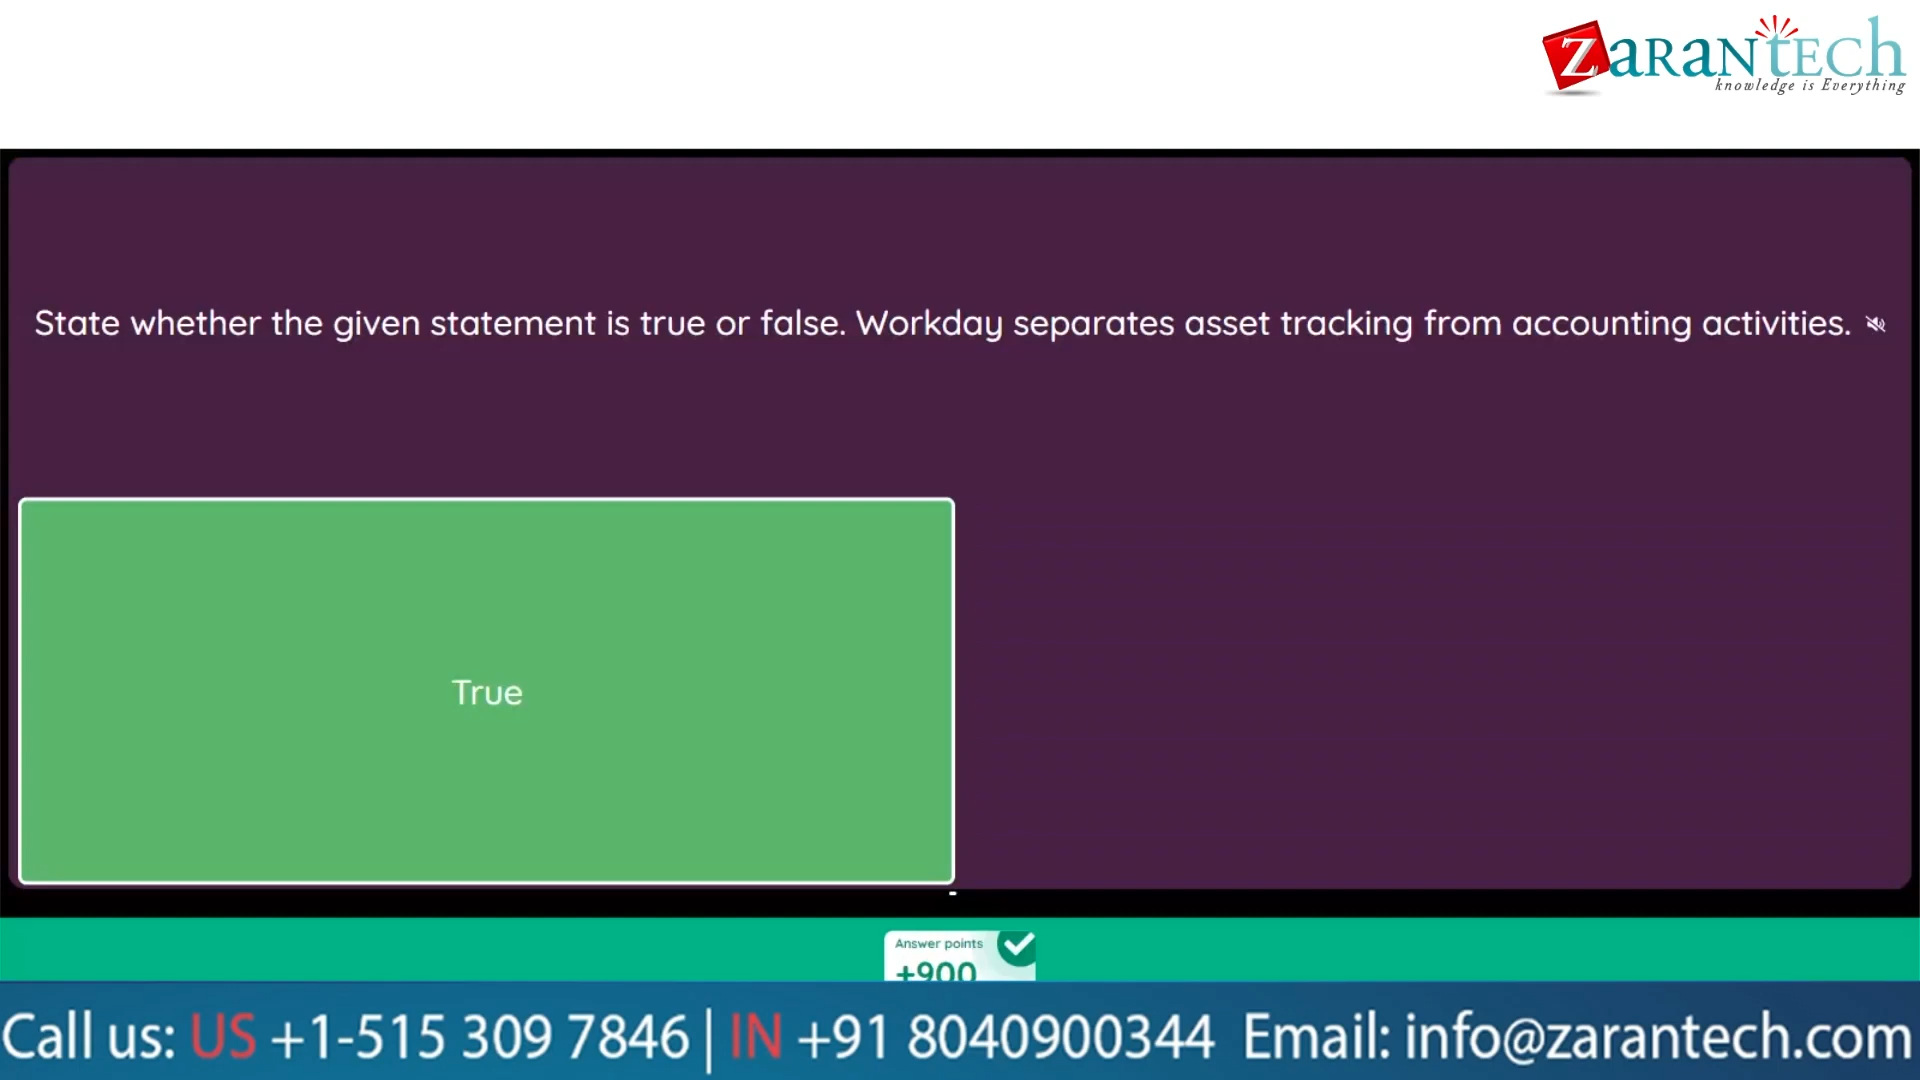 ZaranTech
knowledge is Everything
State whether the given statement is true or false. Workday separates asset tracking from accounting activities.
True
Answer points
+900
Call us: US +1-515 309 7846 | IN +91 8040900344 Email: info@zarantech.com